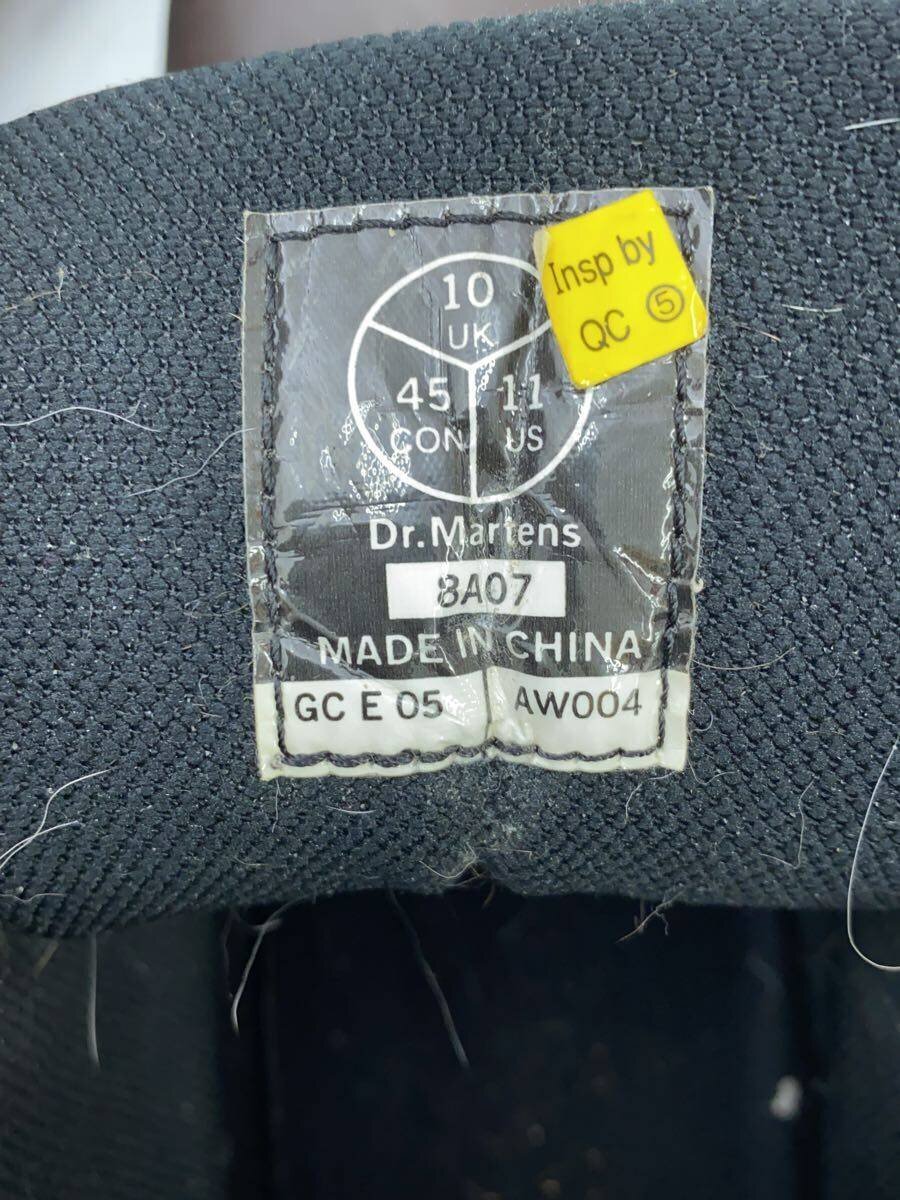 10
UK
45
CON
11
US
Insp by
QC ⑤
Dr.Martens
8A07
MADE IN CHINA
GC E 05
AW004